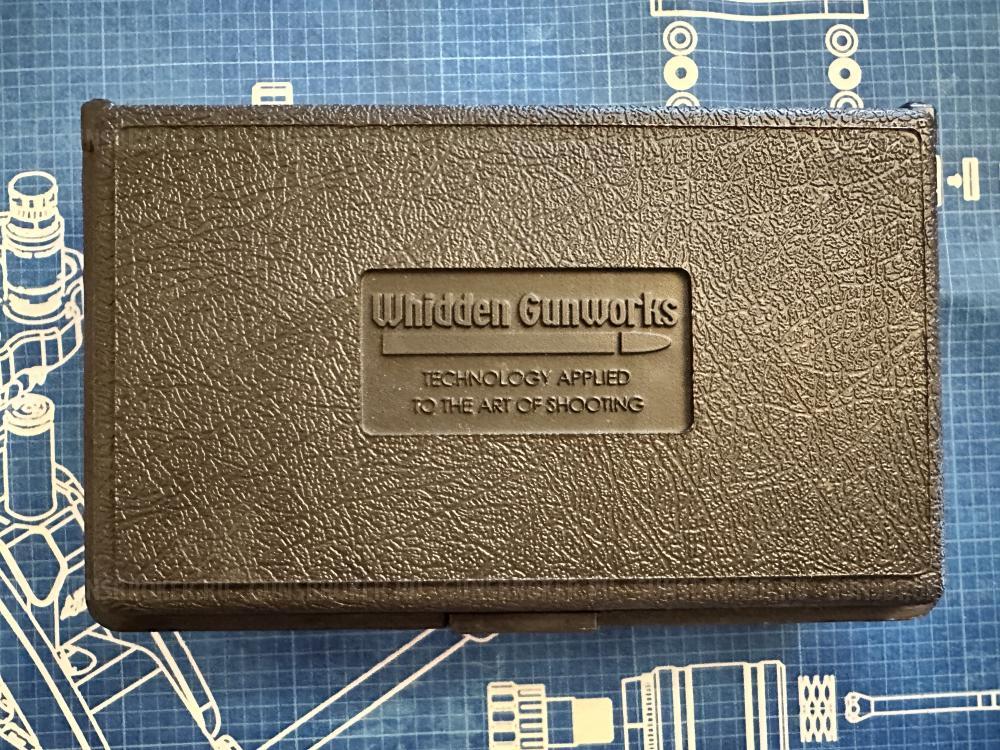 Whidden Gunworks
TECHNOLOGY APPLIED
TO THE ART OF SHOOTING